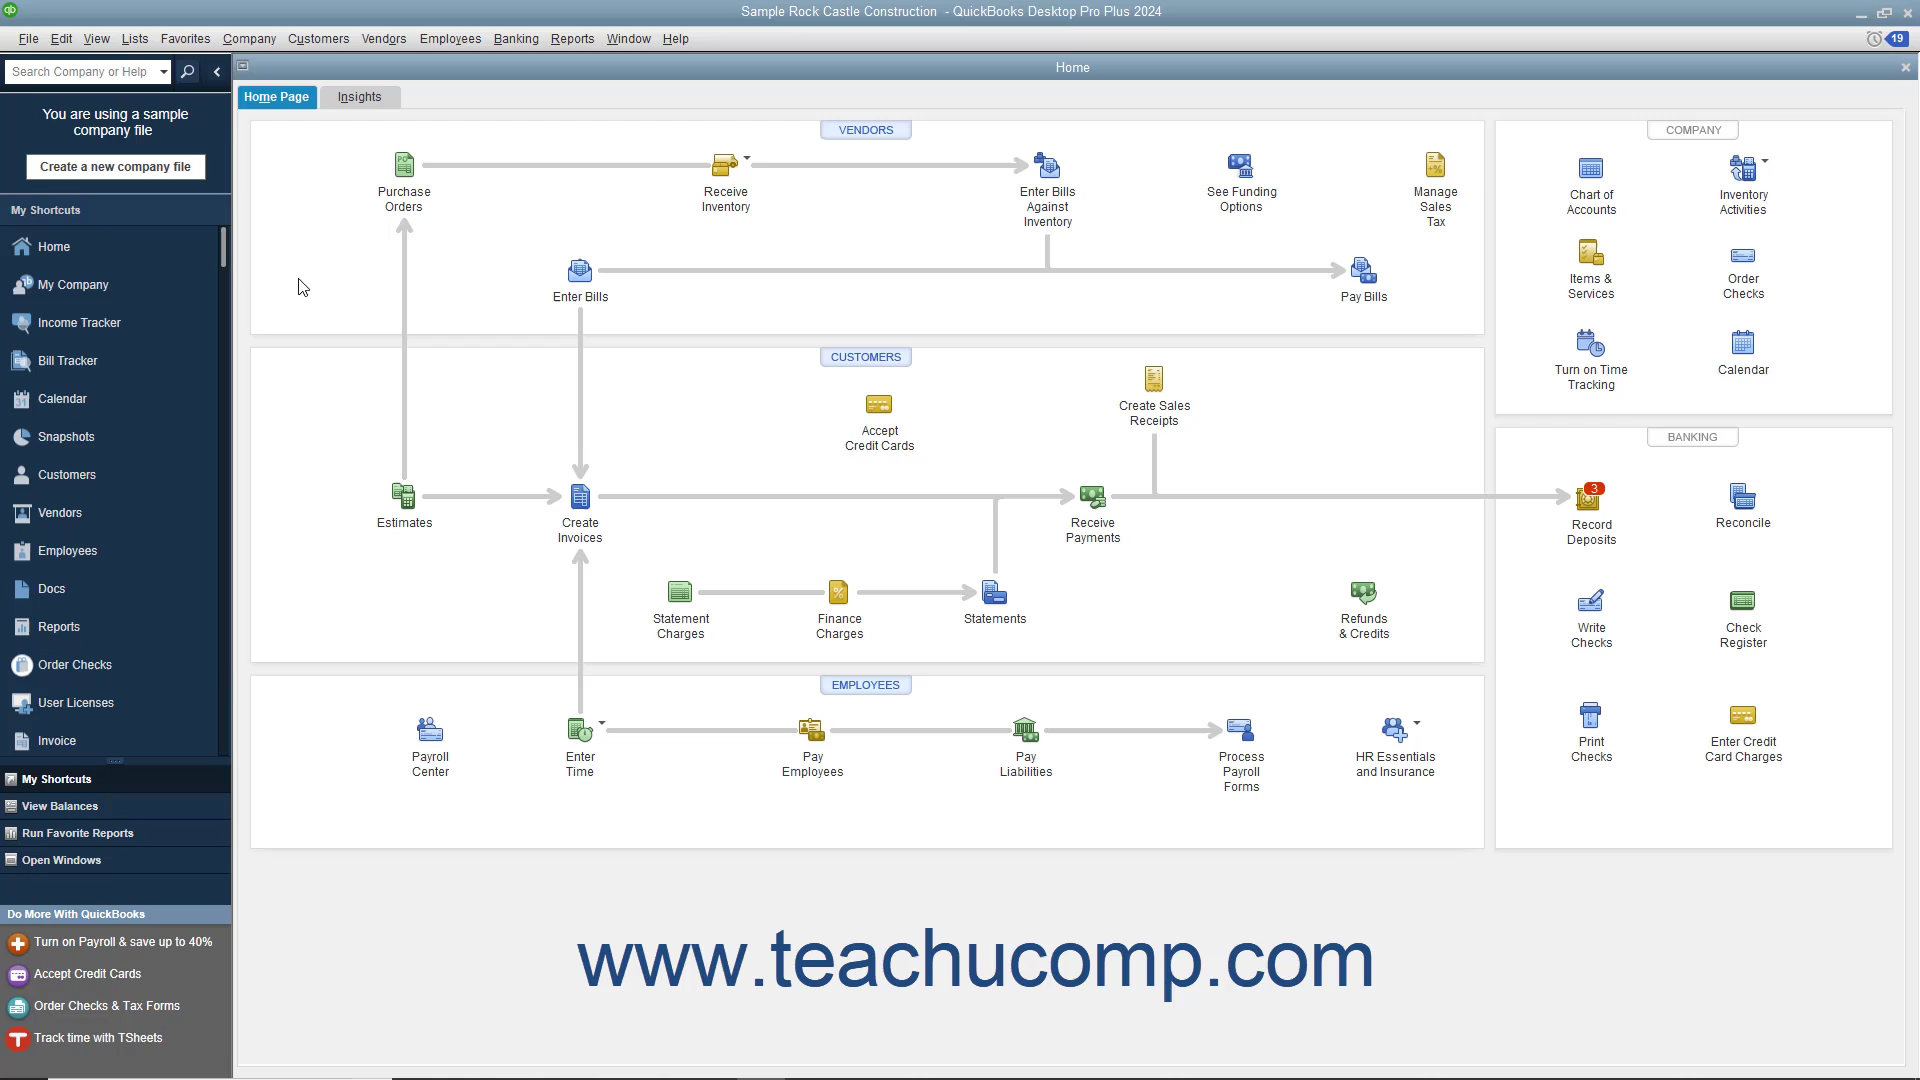 Sample Rock Castle Construction - QuickBooks Desktop Pro Plus 2024
File Edit View Lists Favorites Company Customers Vendors Employees Banking Reports Window Help
19
Search Company or Help
Home
You are using a sample
company file
Create a new company file
My Shortcuts
Home
My Company
Income Tracker
Bill Tracker
Calendar
Snapshots
Customers
Vendors
Employees
Docs
Reports
Order Checks
User Licenses
Invoice
My Shortcuts
View Balances
Run Favorite Reports
Open Windows
Do More With QuickBooks
Turn on Payroll & save up to 40%
Accept Credit Cards
Order Checks & Tax Forms
Track time with TSheets
Home Page
Insights
VENDORS
Purchase
Orders
Receive
Inventory
Enter Bills
Against
Inventory
See Funding
Options
Manage
Sales
Tax
Enter Bills
Pay Bills
CUSTOMERS
Accept
Credit Cards
Create Sales
Receipts
Estimates
Create
Invoices
Receive
Payments
Statement
Charges
Finance
Charges
Statements
Refunds
& Credits
EMPLOYEES
Payroll
Center
Enter
Time
Pay
Employees
Pay
Liabilities
Process
Payroll
Forms
HR Essentials
and Insurance
COMPANY
Chart of
Accounts
Inventory
Activities
Items &
Services
Order
Checks
Turn on Time
Tracking
Calendar
BANKING
3
Record
Deposits
Reconcile
Write
Checks
Check
Register
Print
Checks
Enter Credit
Card Charges
www.teachucomp.com